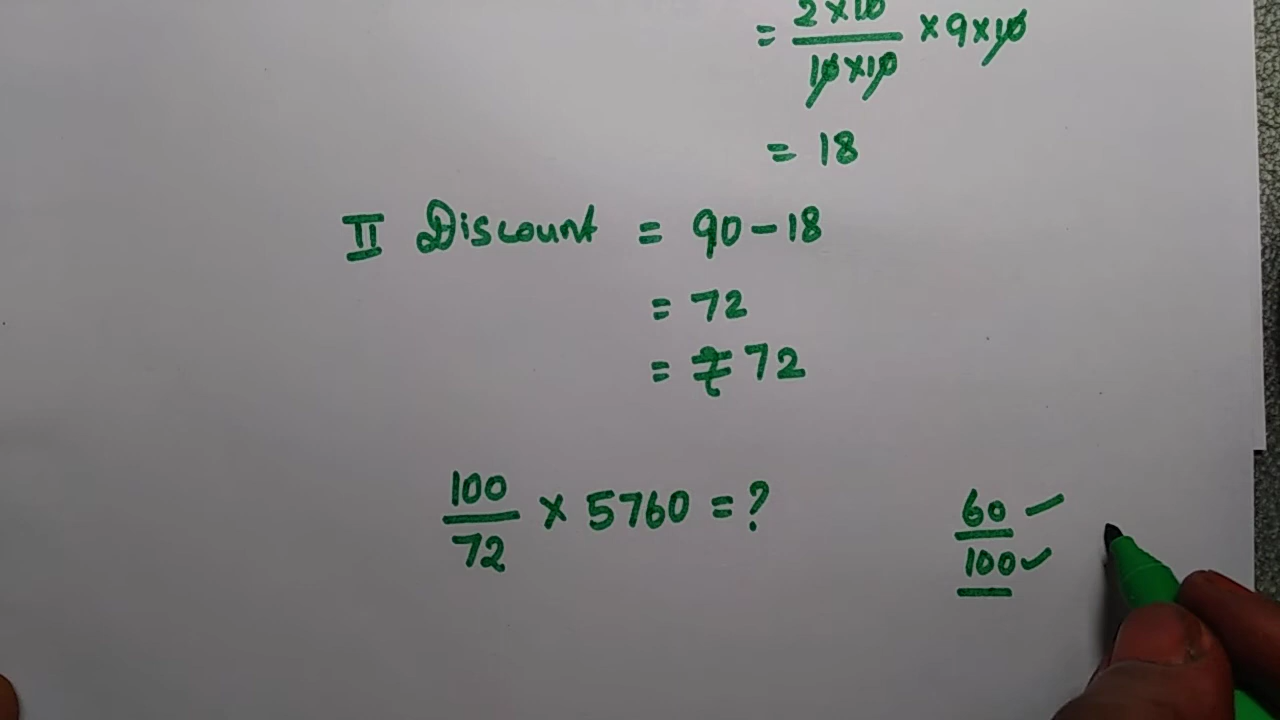 = 2×10/10×10 ×9×10
= 18
II Discount = 90-18
= 72
= ₹72
100/72 × 5760 = ?
60 ✓
100 ✓